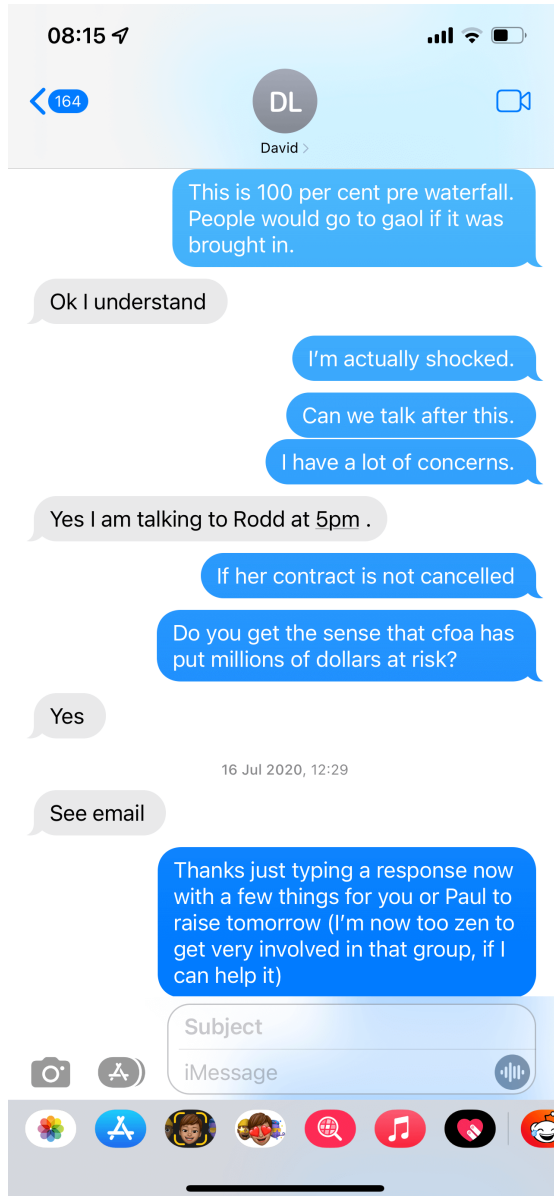 08:15
164
DL
David
This is 100 per cent pre waterfall.
People would go to gaol if it was
brought in.
Ok I understand
I'm actually shocked.
Can we talk after this.
I have a lot of concerns.
Yes I am talking to Rodd at 5pm .
If her contract is not cancelled
Do you get the sense that cfoa has
put millions of dollars at risk?
Yes
16 Jul 2020, 12:29
See email
Thanks just typing a response now
with a few things for you or Paul to
raise tomorrow (I'm now too zen to
get very involved in that group, if I
can help it)
Subject
iMessage